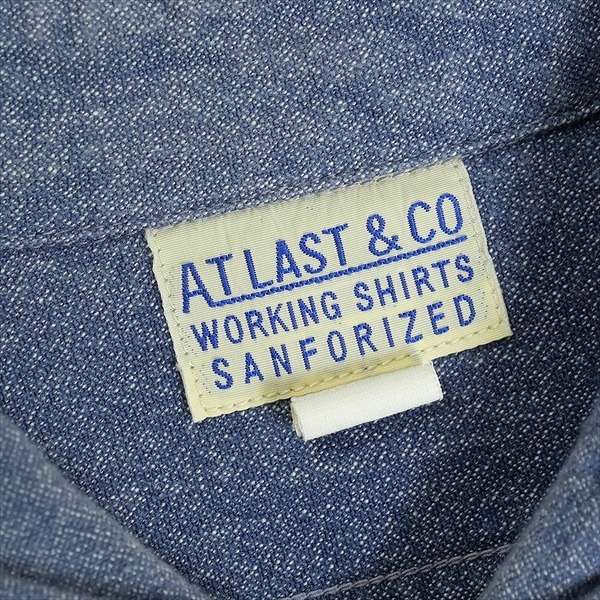 AT LAST & CO
WORKING SHIRTS
SANFORIZED